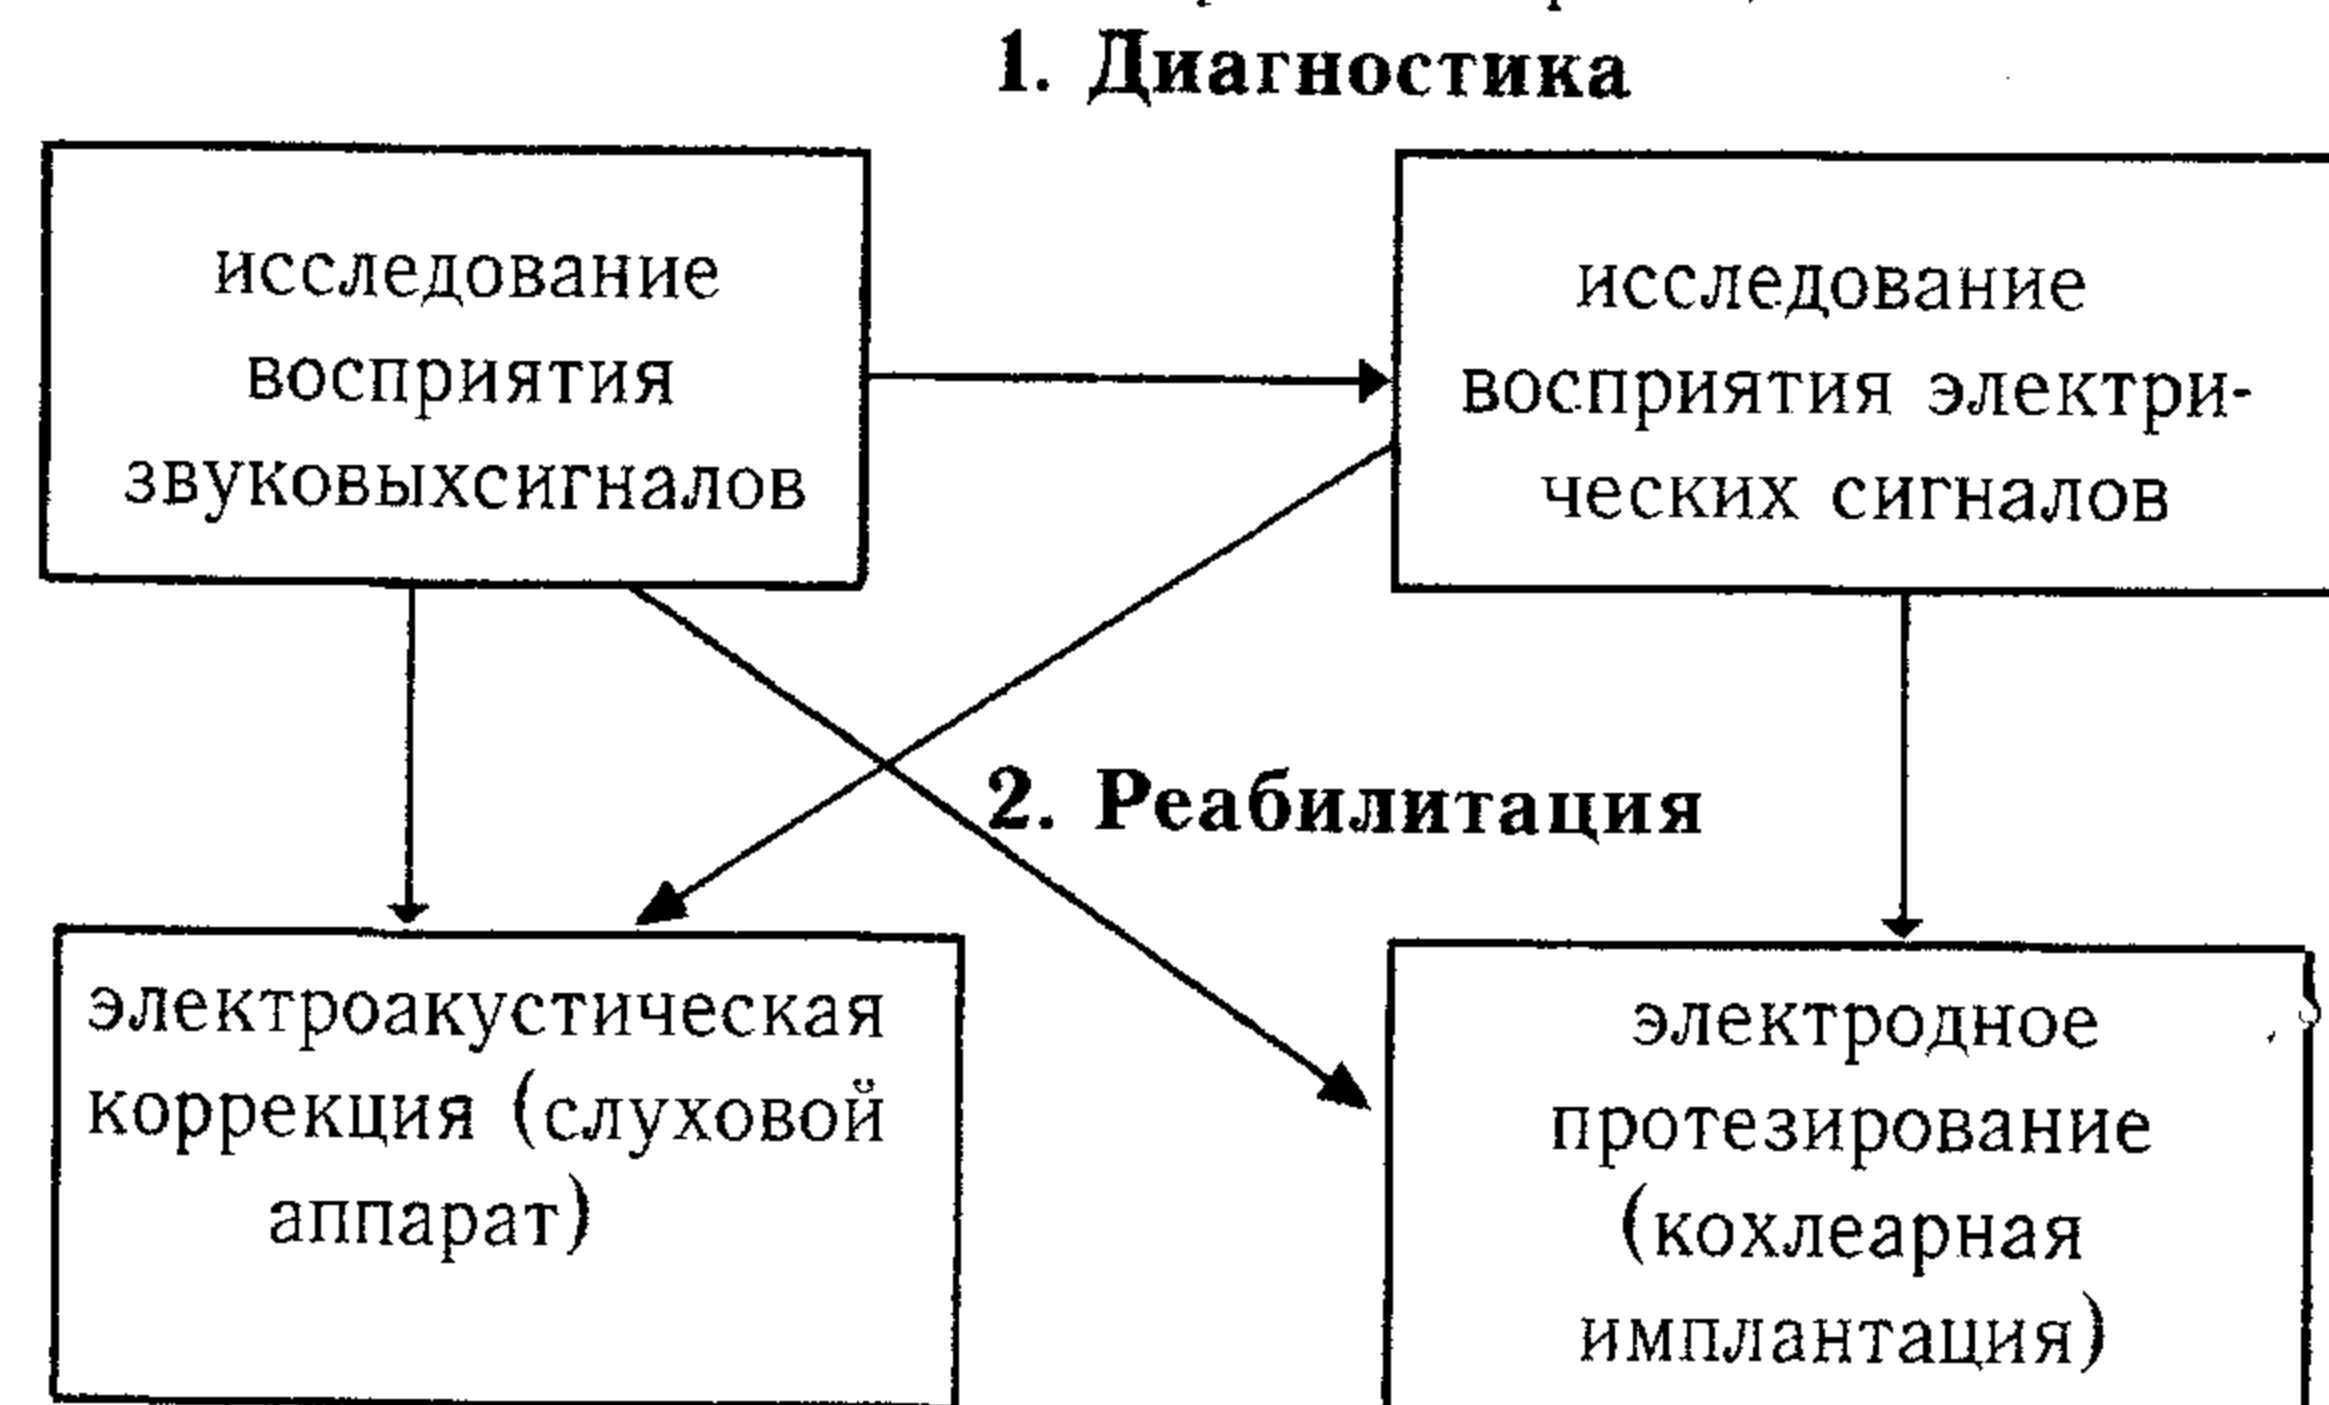 1. Диагностика
исследование
восприятия
звуковыхсигналов
исследование
восприятия электри-
ческих сигналов
2. Реабилитация
электроакустическая
коррекция (слуховой
аппарат)
электродное
протезирование
(кохлеарная
имплантация)